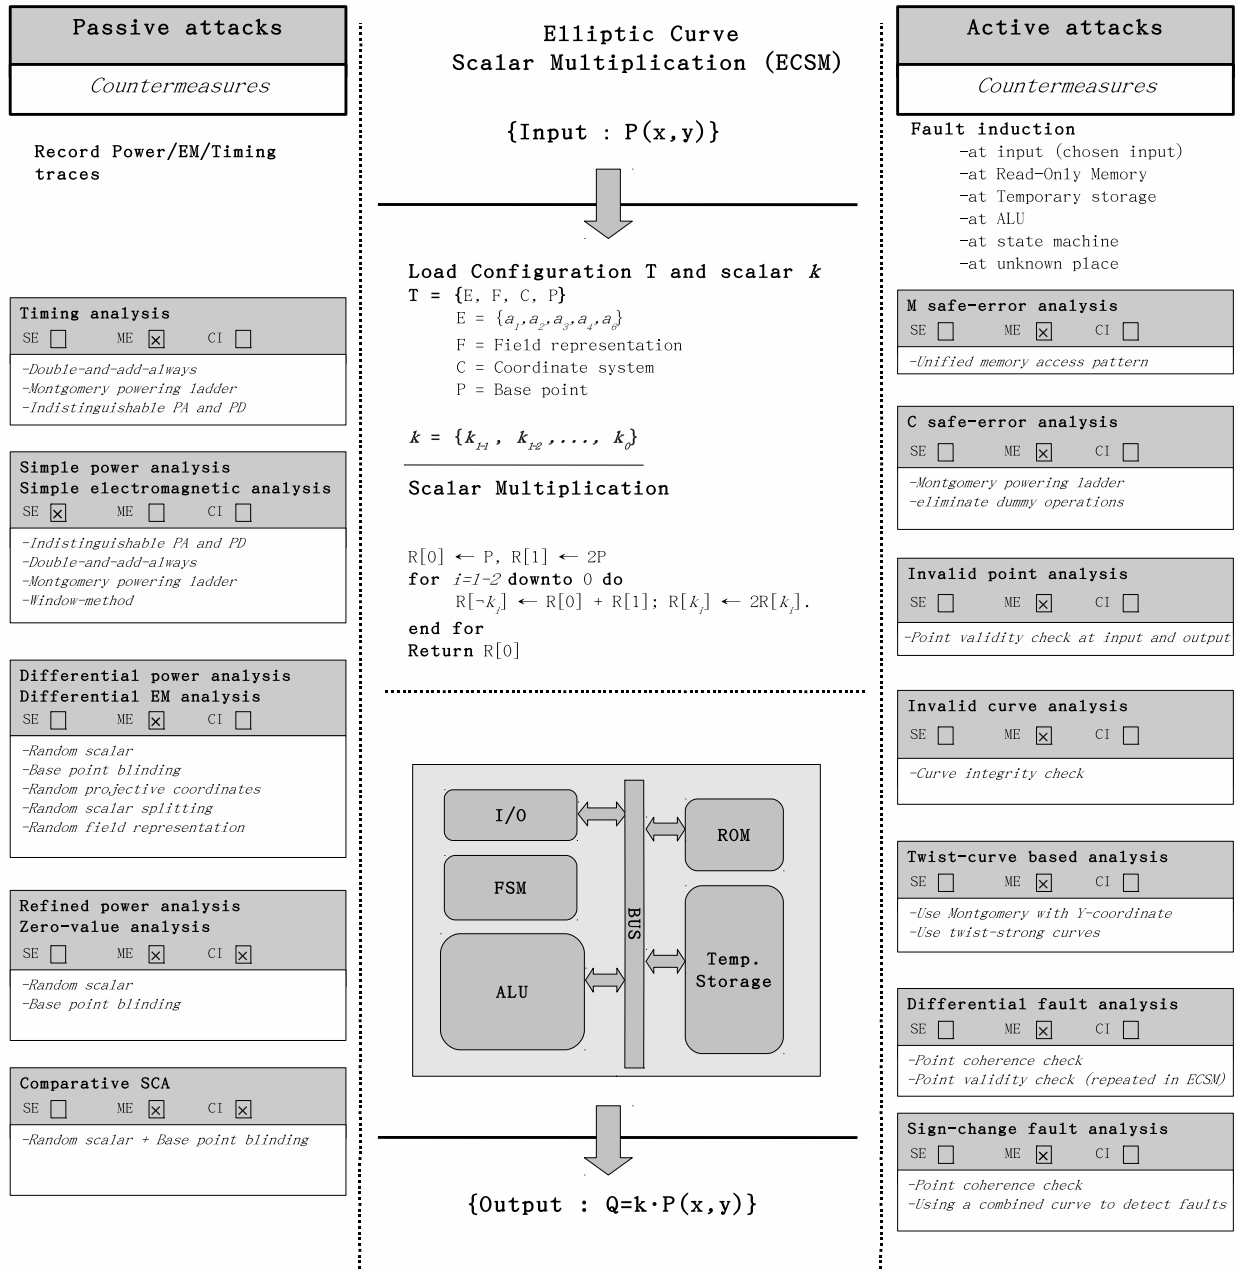 Passive attacks
Countermeasures
Record Power/EM/Timing
traces
Timing analysis
SE ME CI
-Double-and-add-always
-Montgomery powering ladder
-Indistinguishable PA and PD
Simple power analysis
Simple electromagnetic analysis
SE ME CI
-Indistinguishable PA and PD
-Double-and-add-always
-Montgomery powering ladder
-Window-method
Differential power analysis
Differential EM analysis
SE ME CI
-Random scalar
-Base point blinding
-Random projective coordinates
-Random scalar splitting
-Random field representation
Refined power analysis
Zero-value analysis
SE ME CI
-Random scalar
-Base point blinding
Comparative SCA
SE ME CI
-Random scalar + Base point blinding
Elliptic Curve
Scalar Multiplication (ECSM)
{Input : P(x,y)}
Load Configuration T and scalar k
T = {E, F, C, P}
E = {a₁,a₂,a₃,a₄,a₆}
F = Field representation
C = Coordinate system
P = Base point
k = {k_{l-1}, k_{l-2},..., k₀}
Scalar Multiplication
R[0] ← P, R[1] ← 2P
for i=l-2 downto 0 do
R[¬kᵢ] ← R[0] + R[1]; R[kᵢ] ← 2R[kᵢ].
end for
Return R[0]
I/O
FSM
ALU
BUS
ROM
Temp.
Storage
{Output : Q=k·P(x,y)}
Active attacks
Countermeasures
Fault induction
-at input (chosen input)
-at Read-Only Memory
-at Temporary storage
-at ALU
-at state machine
-at unknown place
M safe-error analysis
SE ME CI
-Unified memory access pattern
C safe-error analysis
SE ME CI
-Montgomery powering ladder
-eliminate dummy operations
Invalid point analysis
SE ME CI
-Point validity check at input and output
Invalid curve analysis
SE ME CI
-Curve integrity check
Twist-curve based analysis
SE ME CI
-Use Montgomery with Y-coordinate
-Use twist-strong curves
Differential fault analysis
SE ME CI
-Point coherence check
-Point validity check (repeated in ECSM)
Sign-change fault analysis
SE ME CI
-Point coherence check
-Using a combined curve to detect faults